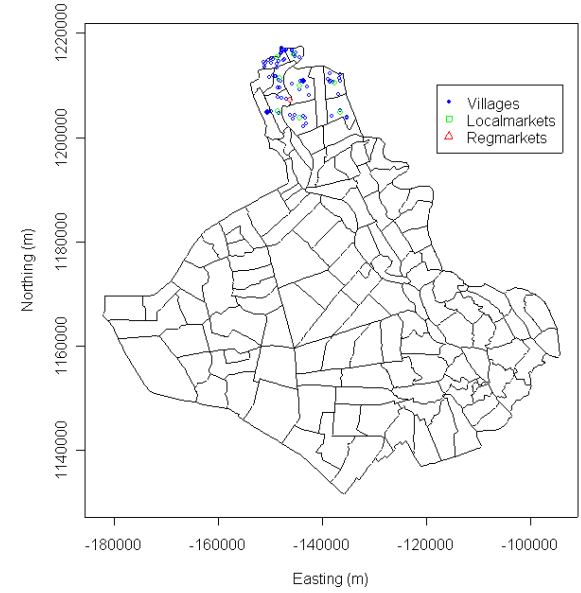 1220000
1200000
1180000
1160000
1140000
Northing (m)
Villages
Localmarkets
Regmarkets
-180000
-160000
-140000
-120000
-100000
Easting (m)